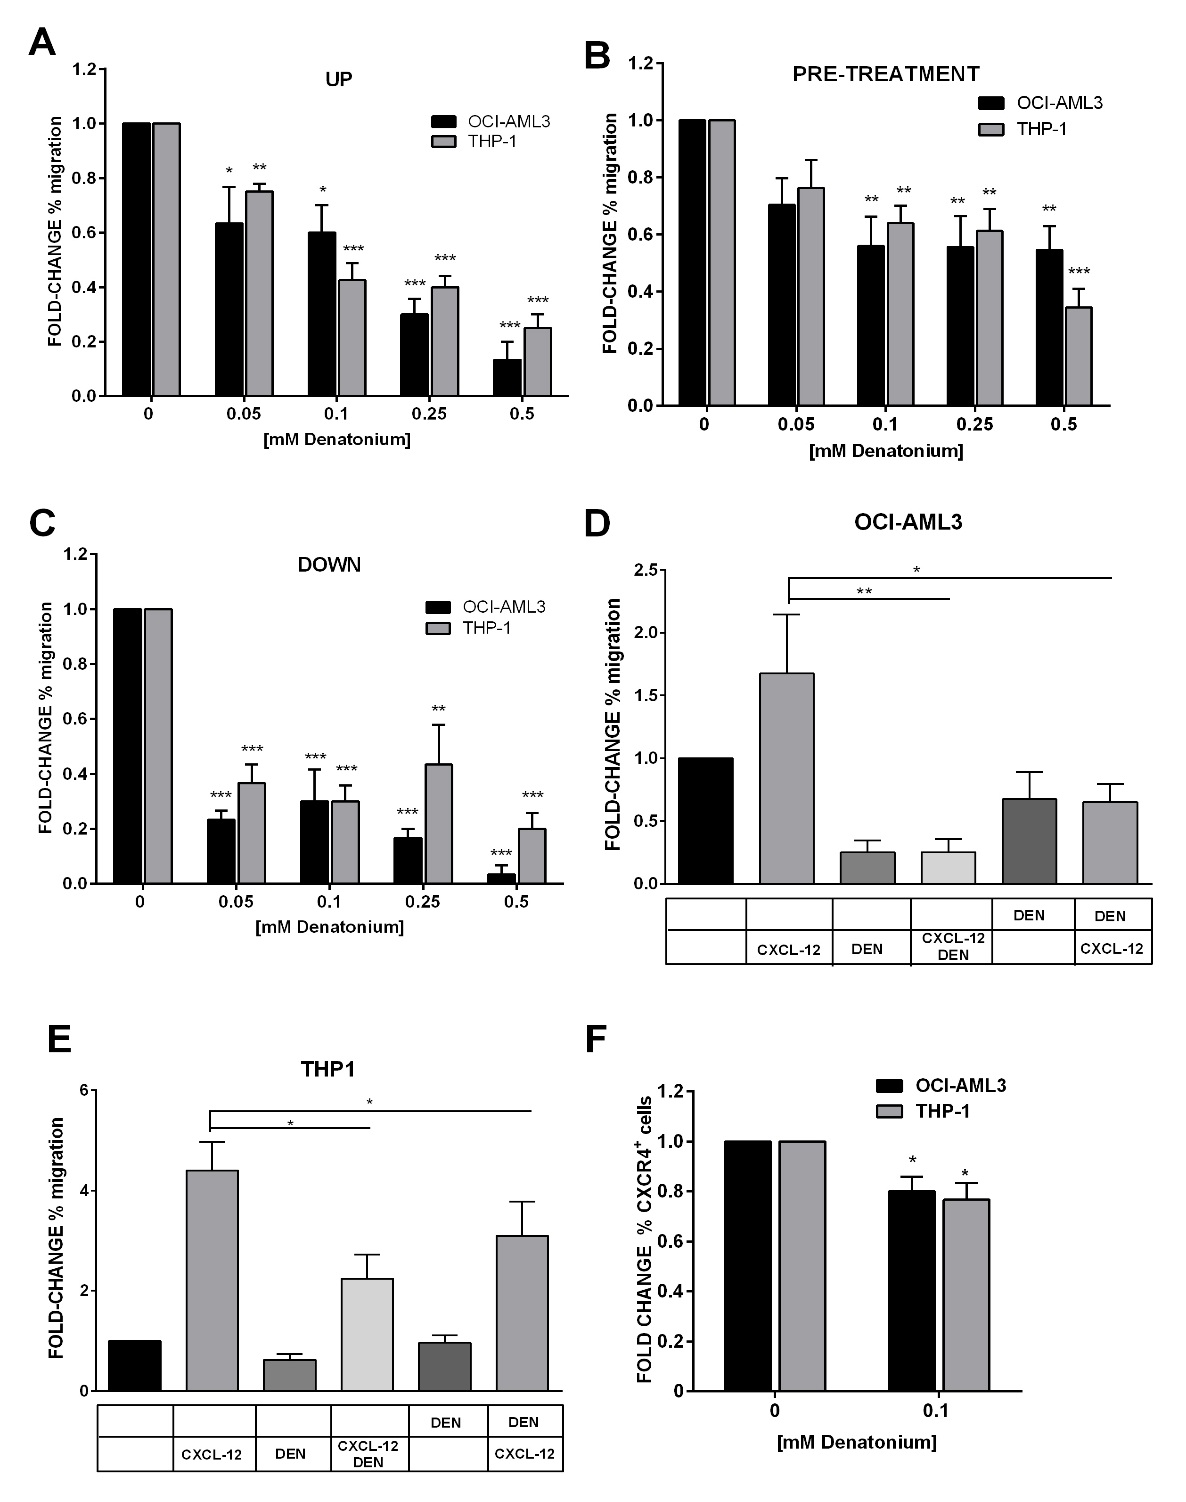 A
UP
OCI-AML3
THP-1
FOLD-CHANGE % migration
1.2
1.0
0.8
0.6
0.4
0.2
0.0
* ** * *** *** *** *** ***
0 0.05 0.1 0.25 0.5
[mM Denatonium]
B
PRE-TREATMENT
OCI-AML3
THP-1
FOLD-CHANGE % migration
1.2
1.0
0.8
0.6
0.4
0.2
0.0
** ** ** ** ** ***
0 0.05 0.1 0.25 0.5
[mM Denatonium]
C
DOWN
OCI-AML3
THP-1
FOLD-CHANGE % migration
1.2
1.0
0.8
0.6
0.4
0.2
0.0
*** *** *** *** *** ** *** ***
0 0.05 0.1 0.25 0.5
[mM Denatonium]
D
OCI-AML3
FOLD-CHANGE % migration
2.5
2.0
1.5
1.0
0.5
0.0
*
**
DEN DEN
CXCL-12 DEN CXCL-12 DEN CXCL-12
E
THP1
FOLD-CHANGE % migration
6
4
2
0
*
*
DEN DEN
CXCL-12 DEN CXCL-12 DEN CXCL-12
F
OCI-AML3
THP-1
FOLD CHANGE % CXCR4⁺ cells
1.2
1.0
0.8
0.6
0.4
0.2
0
* *
0 0.1
[mM Denatonium]